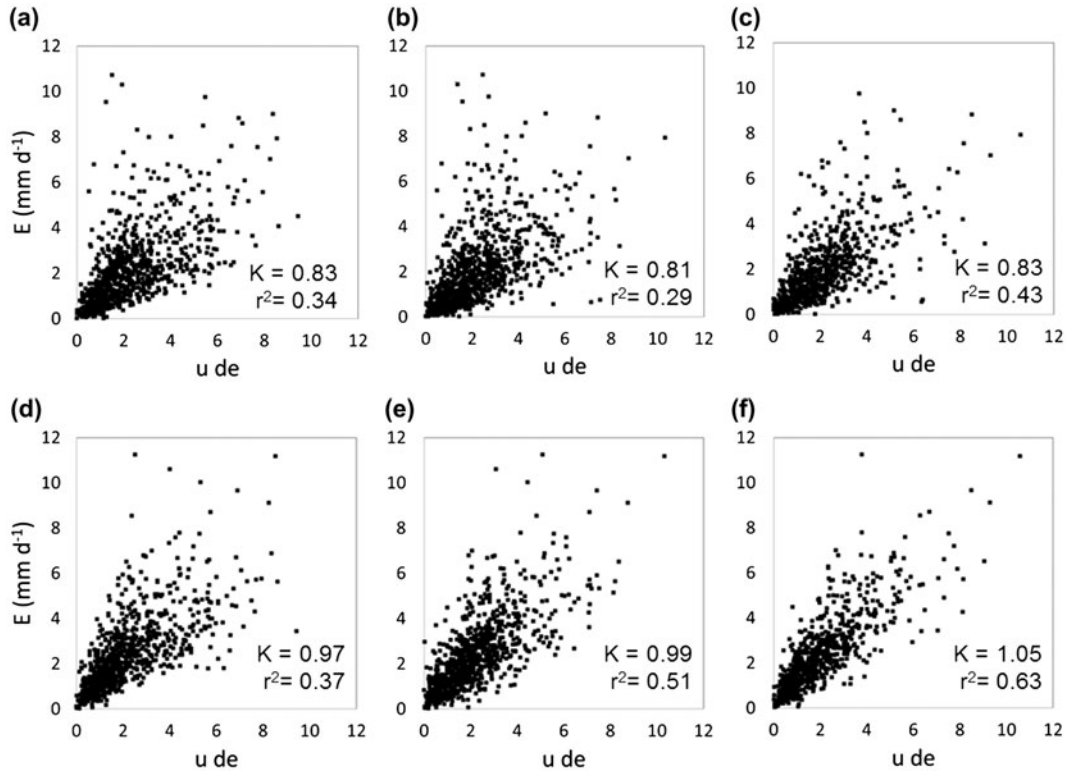 (a)
12
10
8
6
4
2
0
E (mm d⁻¹)
K = 0.83
r²= 0.34
0 2 4 6 8 10 12
u de
(b)
12
10
8
6
4
2
0
K = 0.81
r²= 0.29
0 2 4 6 8 10 12
u de
(c)
12
10
8
6
4
2
0
K = 0.83
r²= 0.43
0 2 4 6 8 10 12
u de
(d)
12
10
8
6
4
2
0
E (mm d⁻¹)
K = 0.97
r²= 0.37
0 2 4 6 8 10 12
u de
(e)
12
10
8
6
4
2
0
K = 0.99
r²= 0.51
0 2 4 6 8 10 12
u de
(f)
12
10
8
6
4
2
0
K = 1.05
r²= 0.63
0 2 4 6 8 10 12
u de